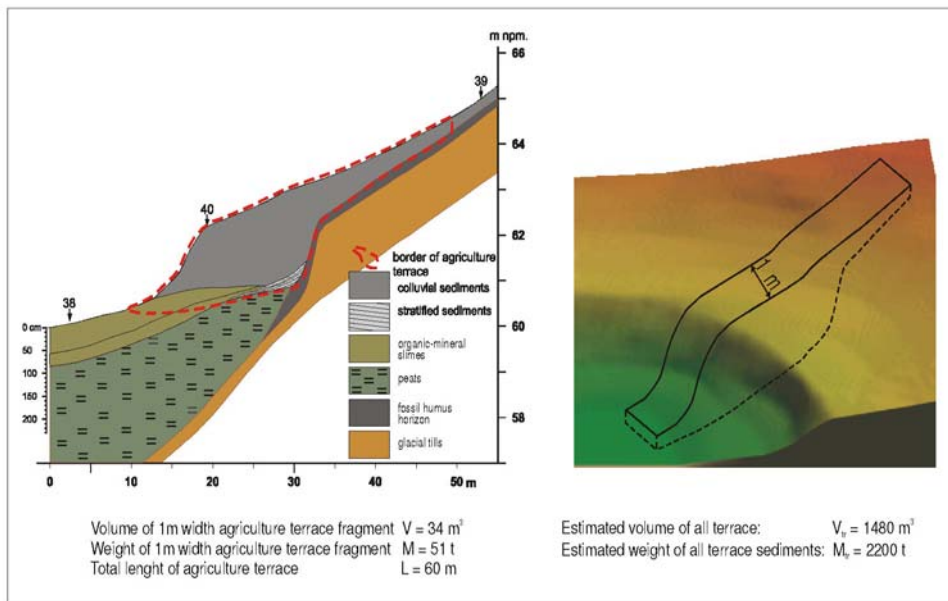 m npm.
66
39
64
40
62
border of agriculture
terrace
colluvial sediments
stratified sediments
38
0 cm
60
organic-mineral
slimes
50
100
peats
150
fossil humus
horizon
200
58
glacial tills
0 10 20 30 40 50 m
1 m
Volume of 1m width agriculture terrace fragment V = 34 m³
Weight of 1m width agriculture terrace fragment M = 51 t
Total lenght of agriculture terrace L = 60 m
Estimated volume of all terrace: Vtr = 1480 m³
Estimated weight of all terrace sediments: Mtr = 2200 t